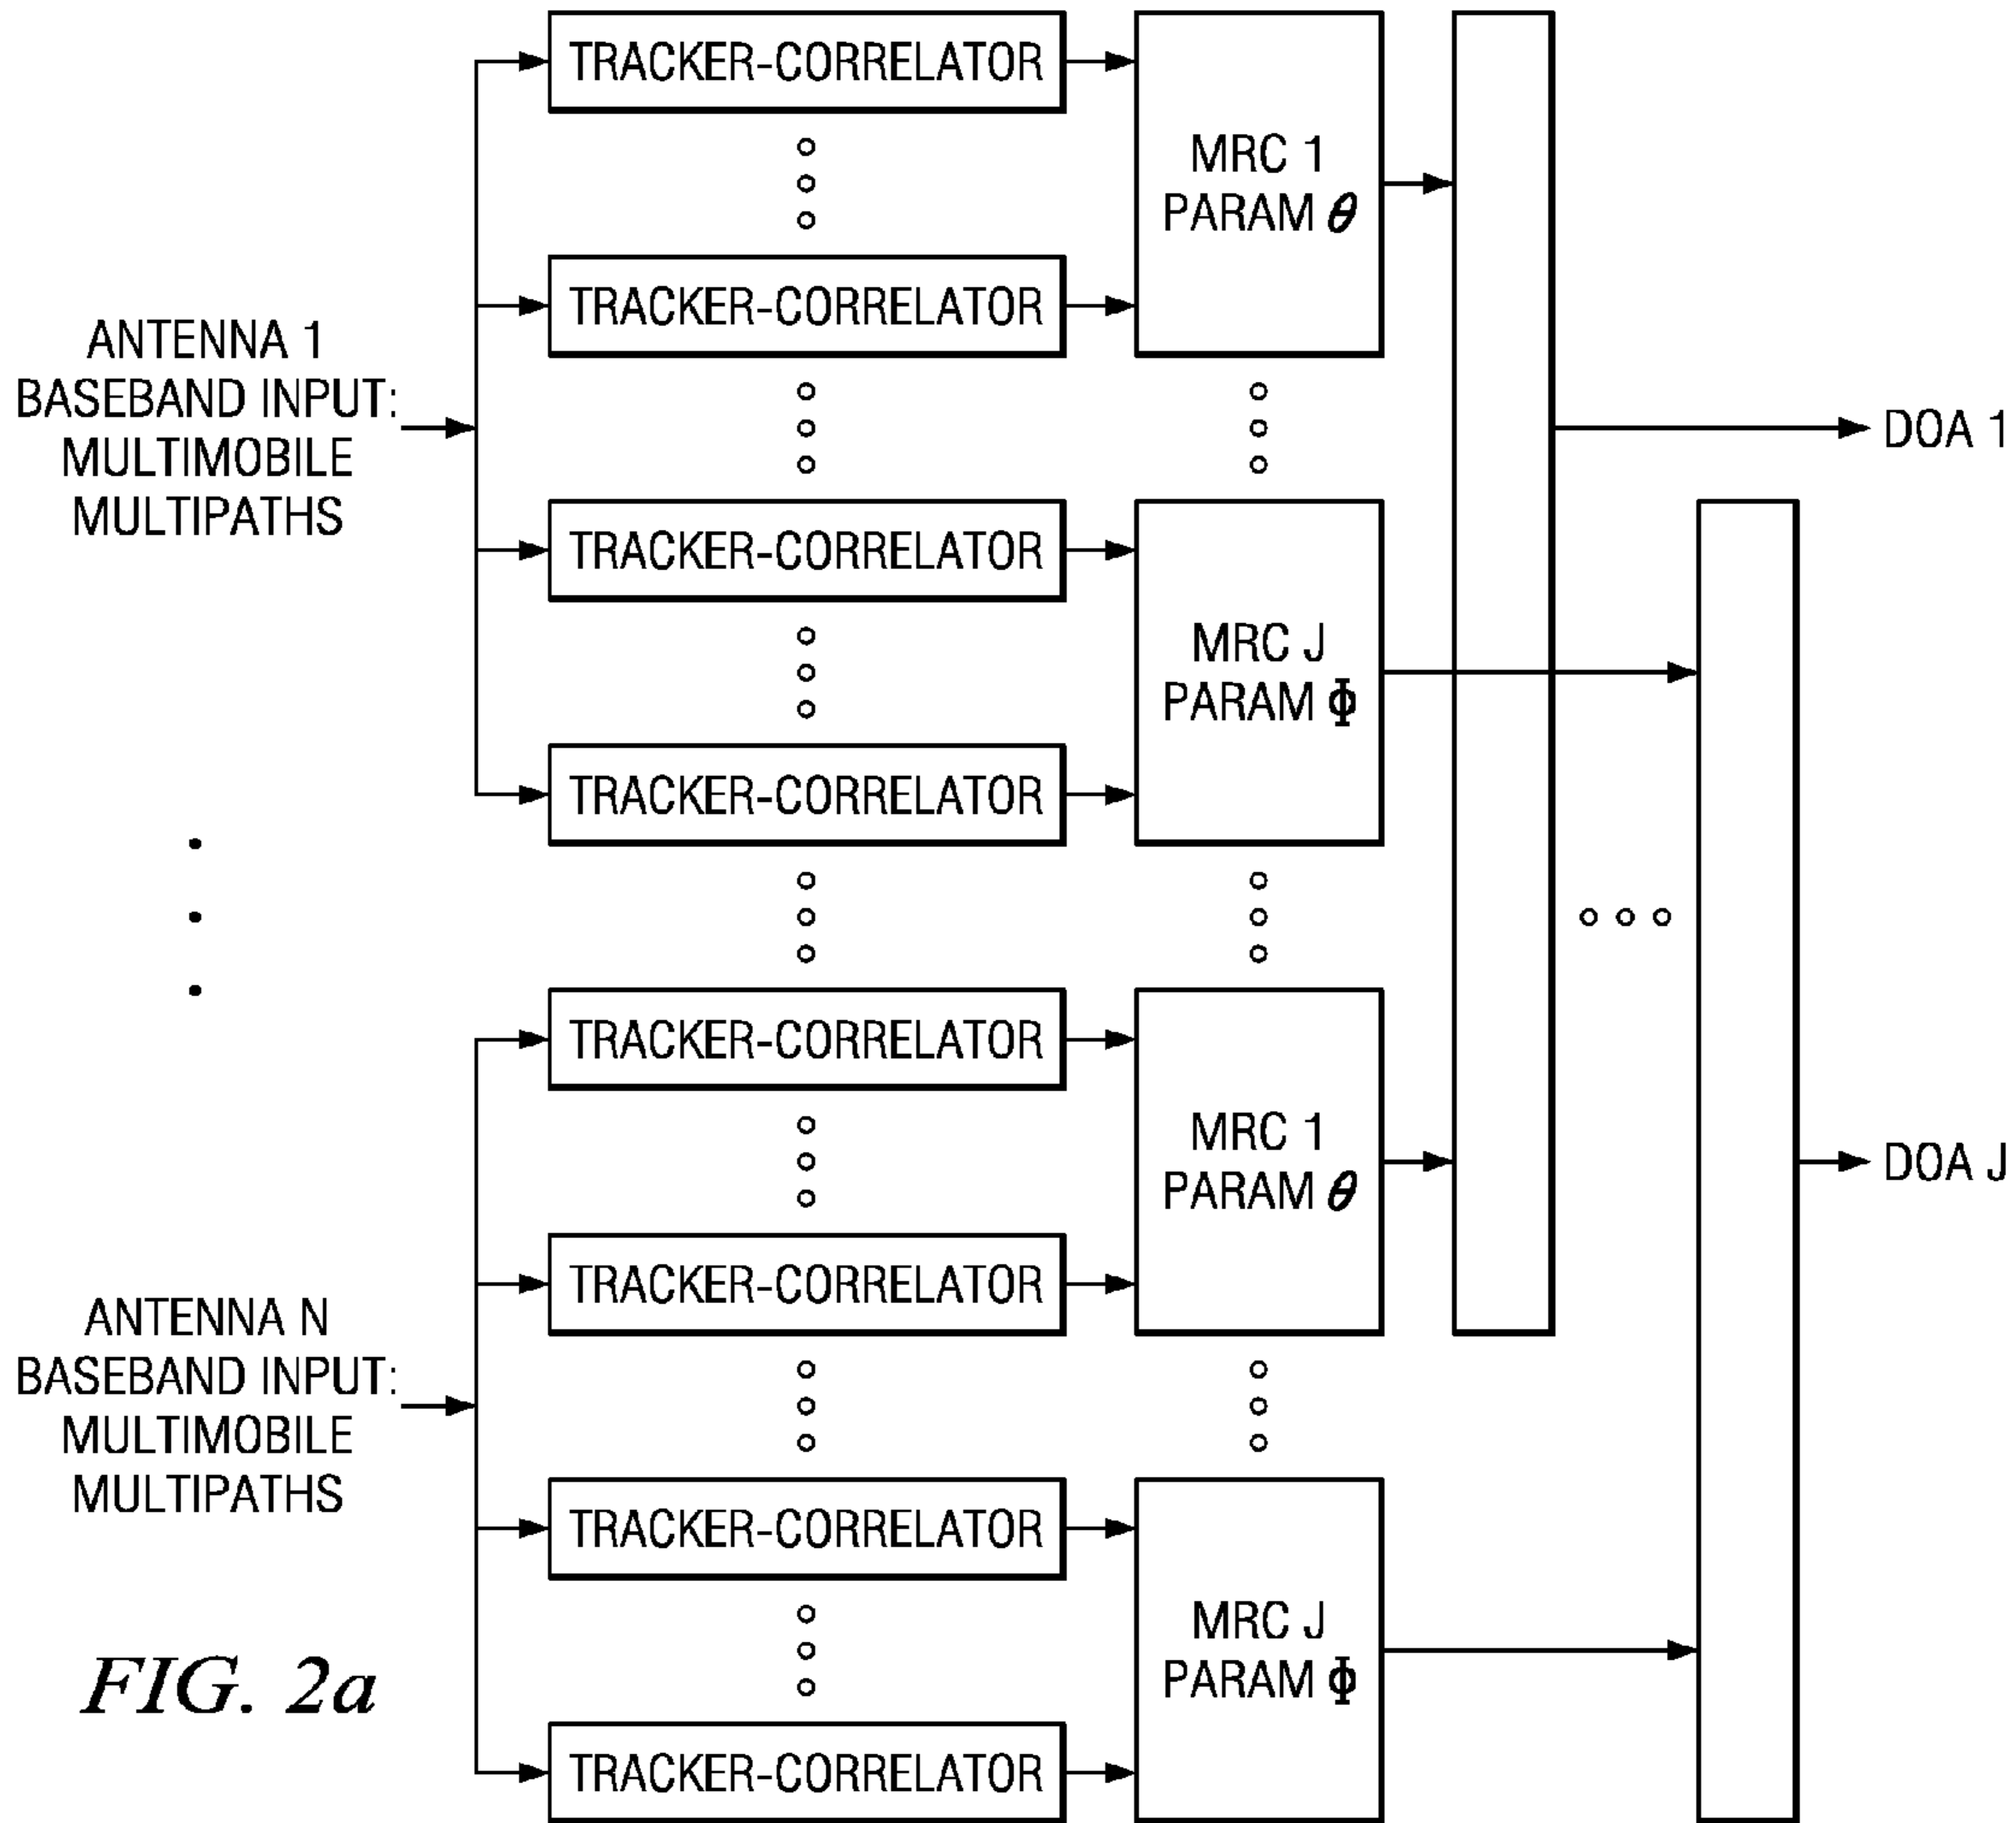 TRACKER-CORRELATOR
TRACKER-CORRELATOR
MRC 1
PARAM θ
ANTENNA 1
BASEBAND INPUT:
MULTIMOBILE
MULTIPATHS
DOA 1
TRACKER-CORRELATOR
TRACKER-CORRELATOR
MRC J
PARAM Φ
TRACKER-CORRELATOR
TRACKER-CORRELATOR
MRC 1
PARAM θ
DOA J
ANTENNA N
BASEBAND INPUT:
MULTIMOBILE
MULTIPATHS
TRACKER-CORRELATOR
TRACKER-CORRELATOR
MRC J
PARAM Φ
FIG. 2a